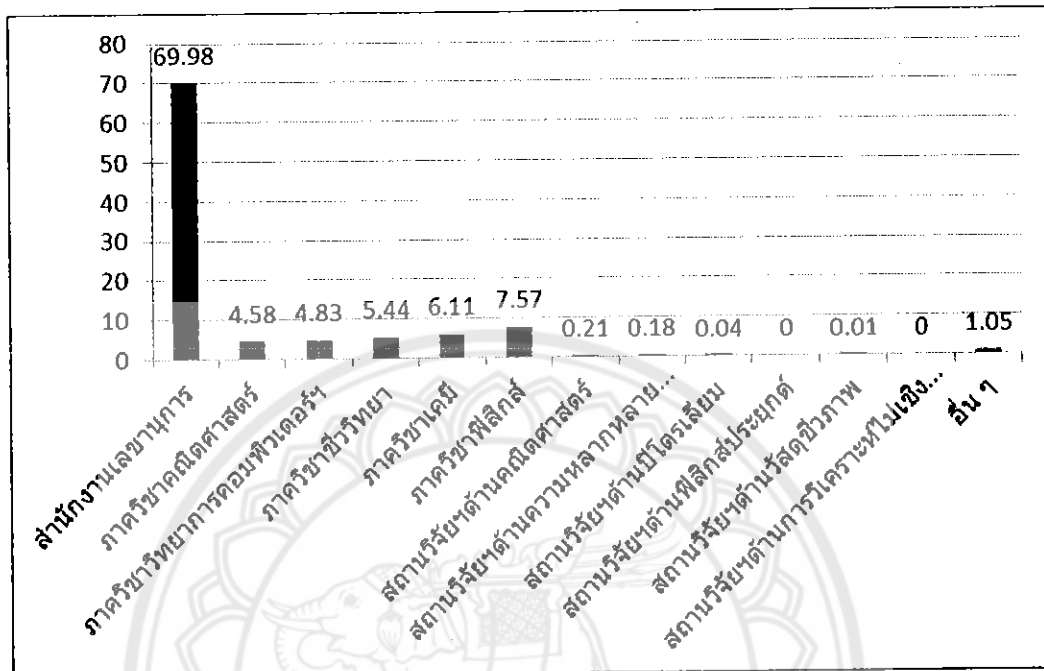 80
70
60
50
40
30
20
10
0
69.98
4.58
4.83
5.44
6.11
7.57
0.21
0.18
0.04
0
0.01
0
1.05
สำนักงานเลขานุการ
ภาควิชาคณิตศาสตร์
ภาควิชาวิทยาการคอมพิวเตอร์ฯ
ภาควิชาชีววิทยา
ภาควิชาเคมี
ภาควิชาฟิสิกส์
สถานวิจัยฯด้านคณิตศาสตร์
สถานวิจัยฯด้านความหลากหลาย...
สถานวิจัยฯด้านปิโตรเลียม
สถานวิจัยฯด้านฟิสิกส์ประยุกต์
สถานวิจัยฯด้านวัสดุชีวภาพ
สถานวิจัยฯด้านการวิเคราะห์ไม่เชิง...
อื่น ๆ